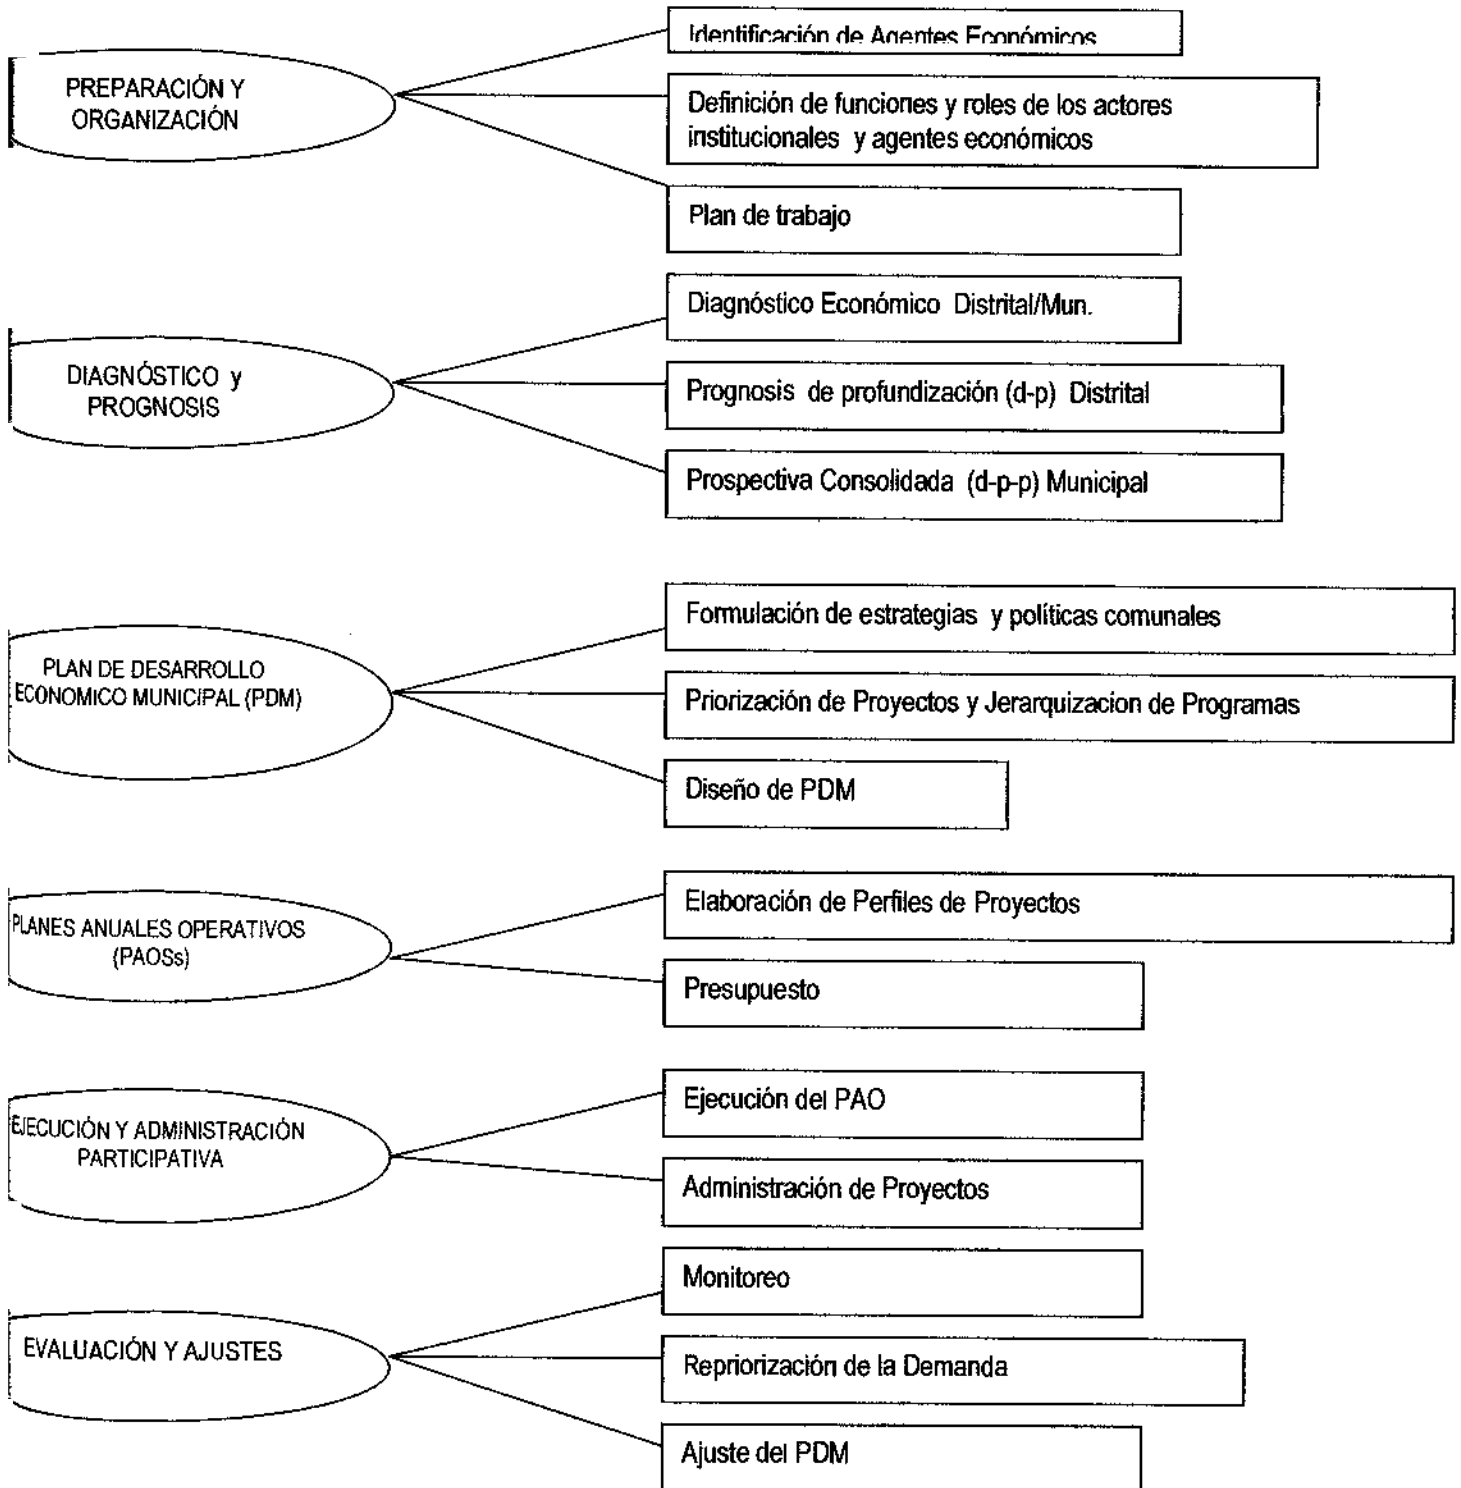 Identificación de Agentes Económicos
PREPARACIÓN Y
ORGANIZACIÓN
Definición de funciones y roles de los actores
institucionales y agentes económicos
Plan de trabajo
Diagnóstico Económico Distrital/Mun.
DIAGNÓSTICO y
PROGNOSIS
Prognosis de profundización (d-p) Distrital
Prospectiva Consolidada (d-p-p) Municipal
Formulación de estrategias y políticas comunales
PLAN DE DESARROLLO
ECONOMICO MUNICIPAL (PDM)
Priorización de Proyectos y Jerarquizacion de Programas
Diseño de PDM
Elaboración de Perfiles de Proyectos
PLANES ANUALES OPERATIVOS
(PAOSs)
Presupuesto
Ejecución del PAO
EJECUCIÓN Y ADMINISTRACIÓN
PARTICIPATIVA
Administración de Proyectos
Monitoreo
EVALUACIÓN Y AJUSTES
Repriorización de la Demanda
Ajuste del PDM